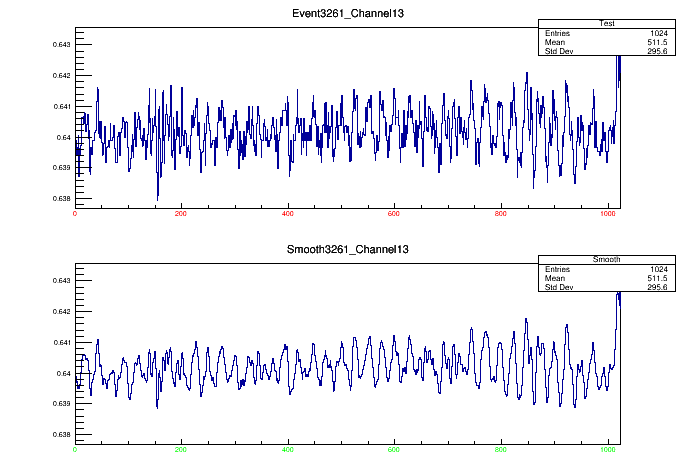 Event3261_Channel13
Test
Entries 1024
Mean 511.5
Std Dev 295.6
0.643
0.642
0.641
0.64
0.639
0.638
0 200 400 600 800 1000
Smooth3261_Channel13
Smooth
Entries 1024
Mean 511.5
Std Dev 295.6
0.643
0.642
0.641
0.64
0.639
0.638
0 200 400 600 800 1000